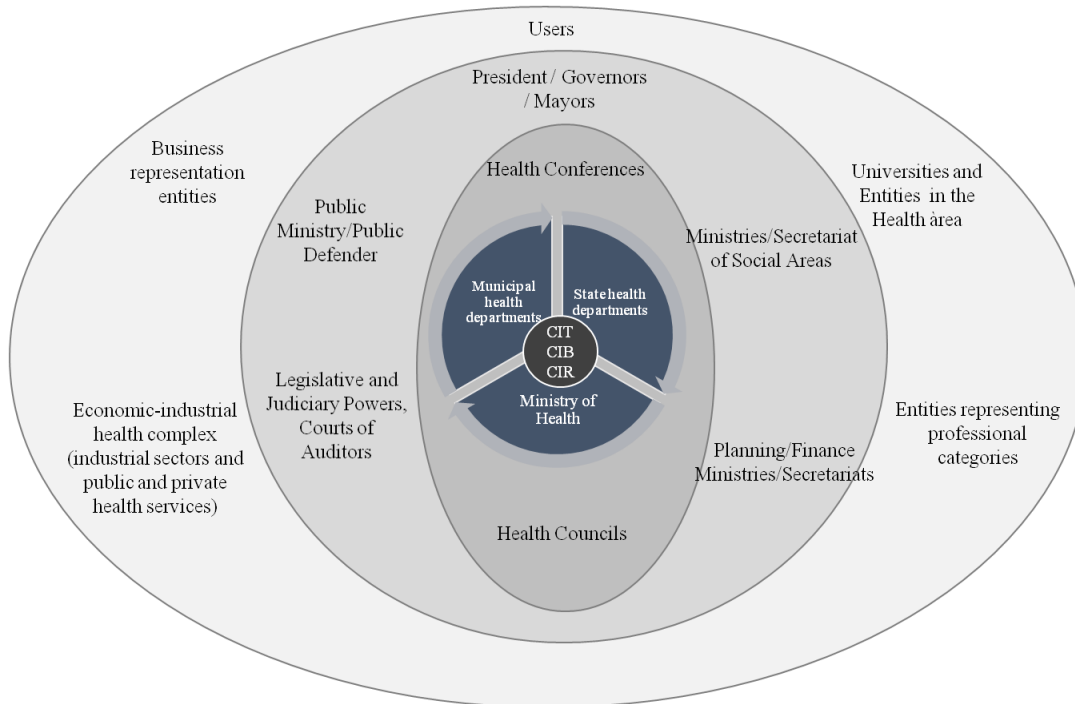 Users
President / Governors
/ Mayors
Business
representation
entities
Health Conferences
Universities and
Entities in the
Health àrea
Public
Ministry/Public
Defender
Ministries/Secretariat
of Social Areas
Municipal
health
departments
State health
departments
CIT
CIB
CIR
Ministry of
Health
Legislative and
Judiciary Powers,
Courts of
Auditors
Economic-industrial
health complex
(industrial sectors and
public and private
health services)
Entities representing
professional
categories
Planning/Finance
Ministries/Secretariats
Health Councils